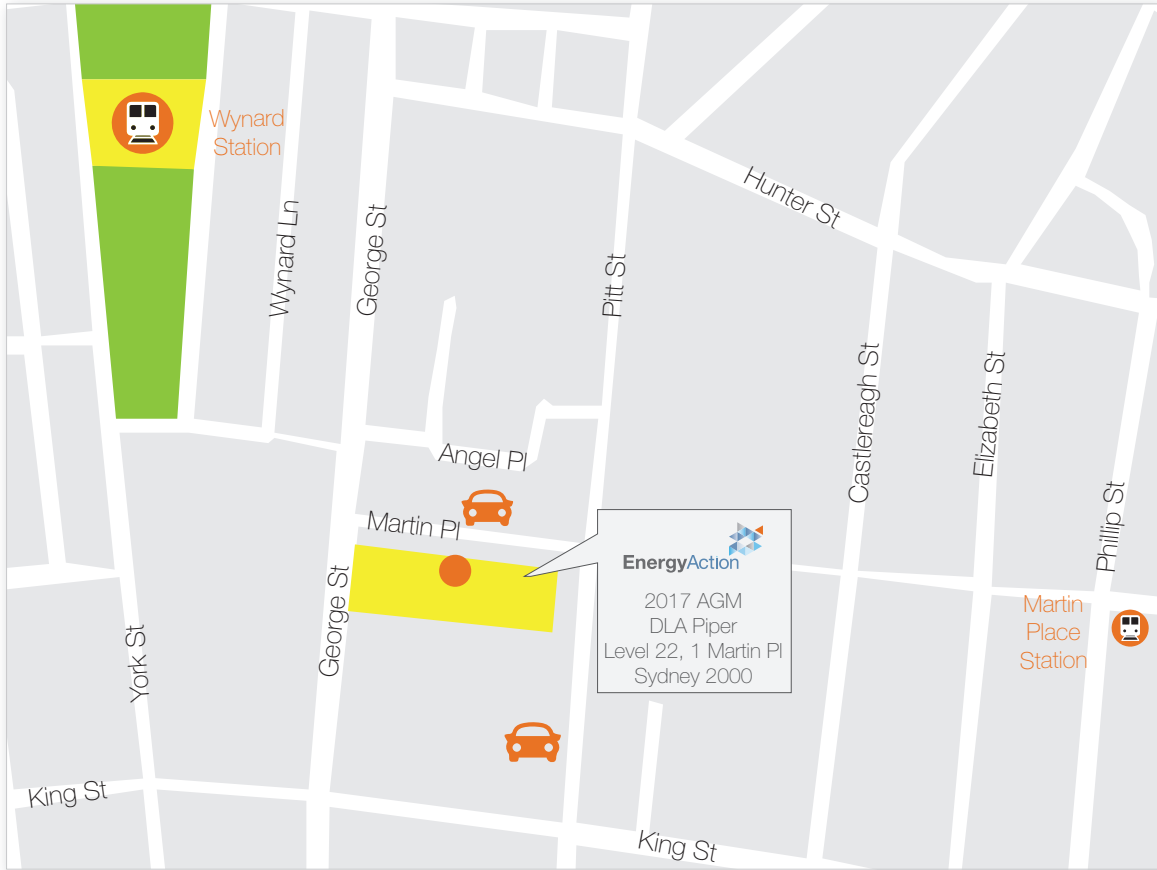 Wynard
Station
Hunter St
Wynard Ln
George St
Pitt St
Castlereagh St
Elizabeth St
Angel Pl
Martin Pl
Phillip St
EnergyAction
2017 AGM
DLA Piper
Level 22, 1 Martin Pl
Sydney 2000
George St
Martin
Place
Station
York St
King St
King St